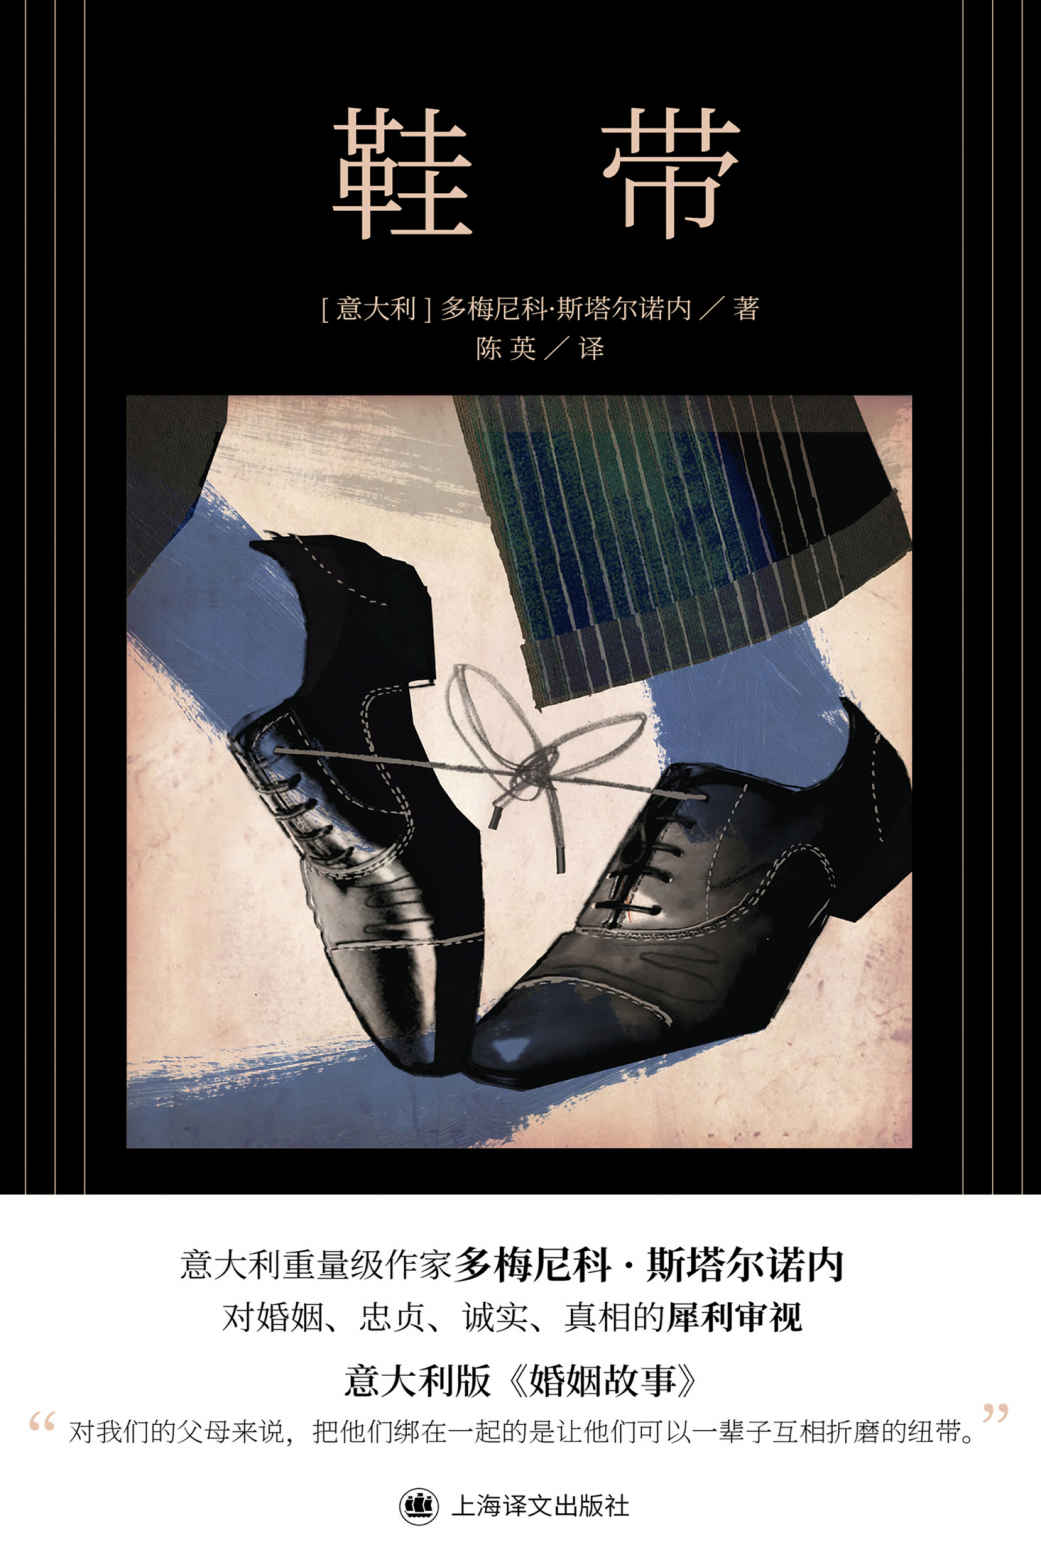 鞋 带
[ 意大利 ] 多梅尼科·斯塔尔诺内 ／ 著
陈 英 ／ 译
意大利重量级作家多梅尼科·斯塔尔诺内
对婚姻、忠贞、诚实、真相的犀利审视
意大利版《婚姻故事》
“对我们的父母来说，把他们绑在一起的是让他们可以一辈子互相折磨的纽带。”
上海译文出版社